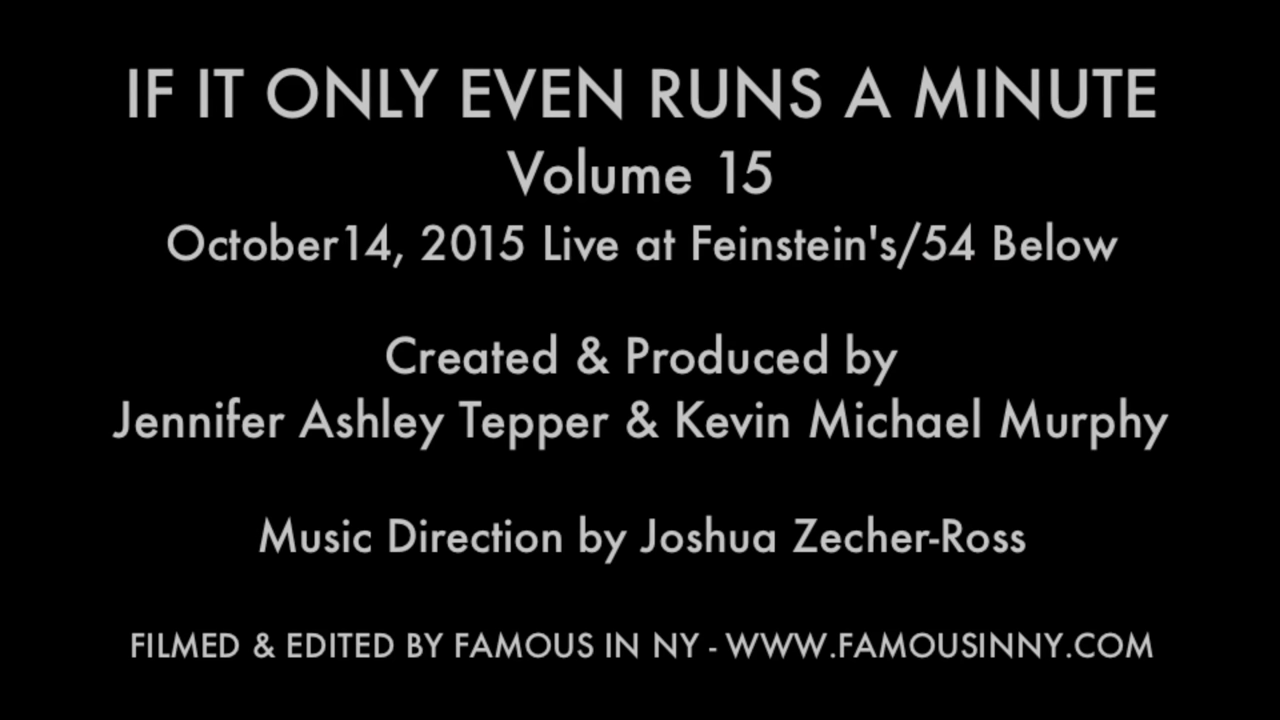 IF IT ONLY EVEN RUNS A MINUTE
Volume 15
October14, 2015 Live at Feinstein's/54 Below
Created & Produced by
Jennifer Ashley Tepper & Kevin Michael Murphy
Music Direction by Joshua Zecher-Ross
FILMED & EDITED BY FAMOUS IN NY - WWW.FAMOUSINNY.COM